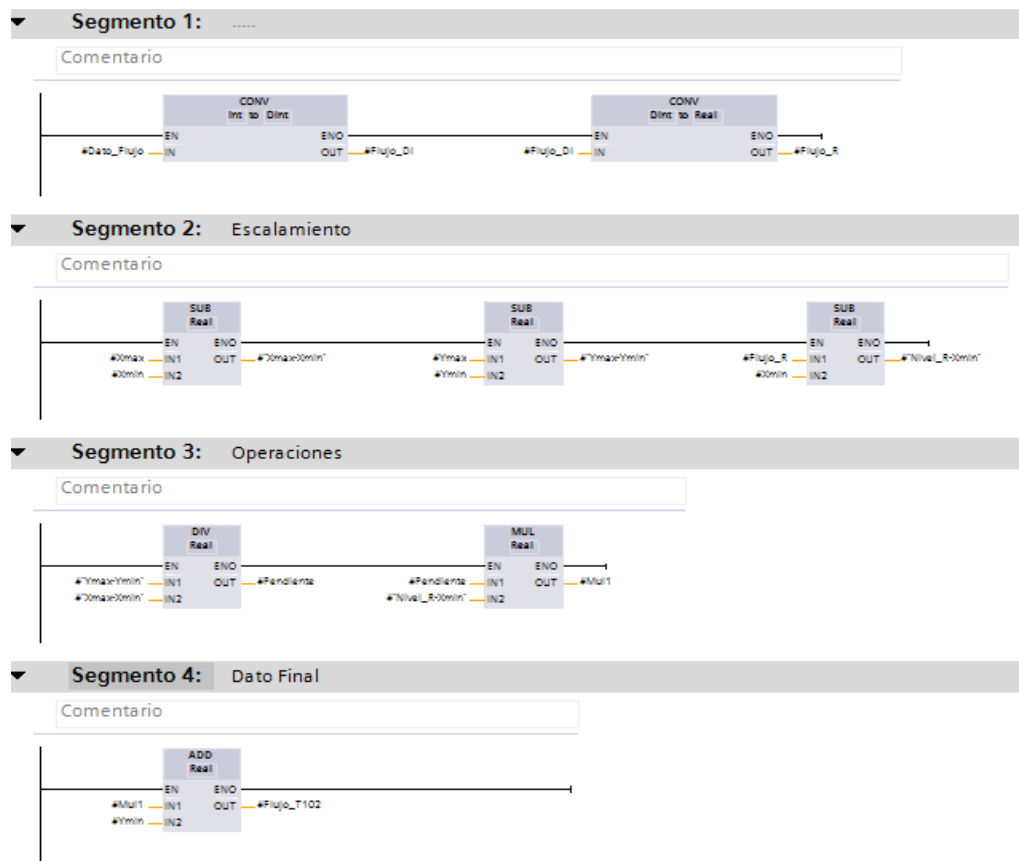 Segmento 1: .....
Comentario
CONV CONV
Int to Dint Dint to Real
EN ENO EN ENO
#Dato_Flujo IN OUT #Flujo_DI #Flujo_DI IN OUT #Flujo_R
Segmento 2: Escalamiento
Comentario
SUB SUB SUB
Real Real Real
EN ENO EN ENO EN ENO
#Xmax IN1 OUT #"Xmax-Xmin" #Ymax IN1 OUT #"Ymax-Ymin" #Flujo_R IN1 OUT #"Nivel_R-Xmin"
#Xmin IN2 #Ymin IN2 #Xmin IN2
Segmento 3: Operaciones
Comentario
DIV MUL
Real Real
EN ENO EN ENO
#"Ymax-Ymin" IN1 OUT #Pendiente #Pendiente IN1 OUT #Mul1
#"Xmax-Xmin" IN2 #"Nivel_R-Xmin" IN2
Segmento 4: Dato Final
Comentario
ADD
Real
EN ENO
#Mul1 IN1 OUT #Flujo_T102
#Ymin IN2